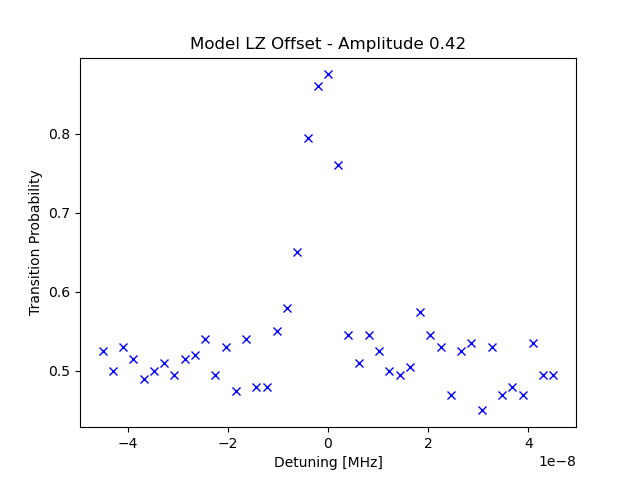 Model LZ Offset - Amplitude 0.42
Transition Probability
0.8
0.7
0.6
0.5
−4
−2
0
2
4
1e−8
Detuning [MHz]